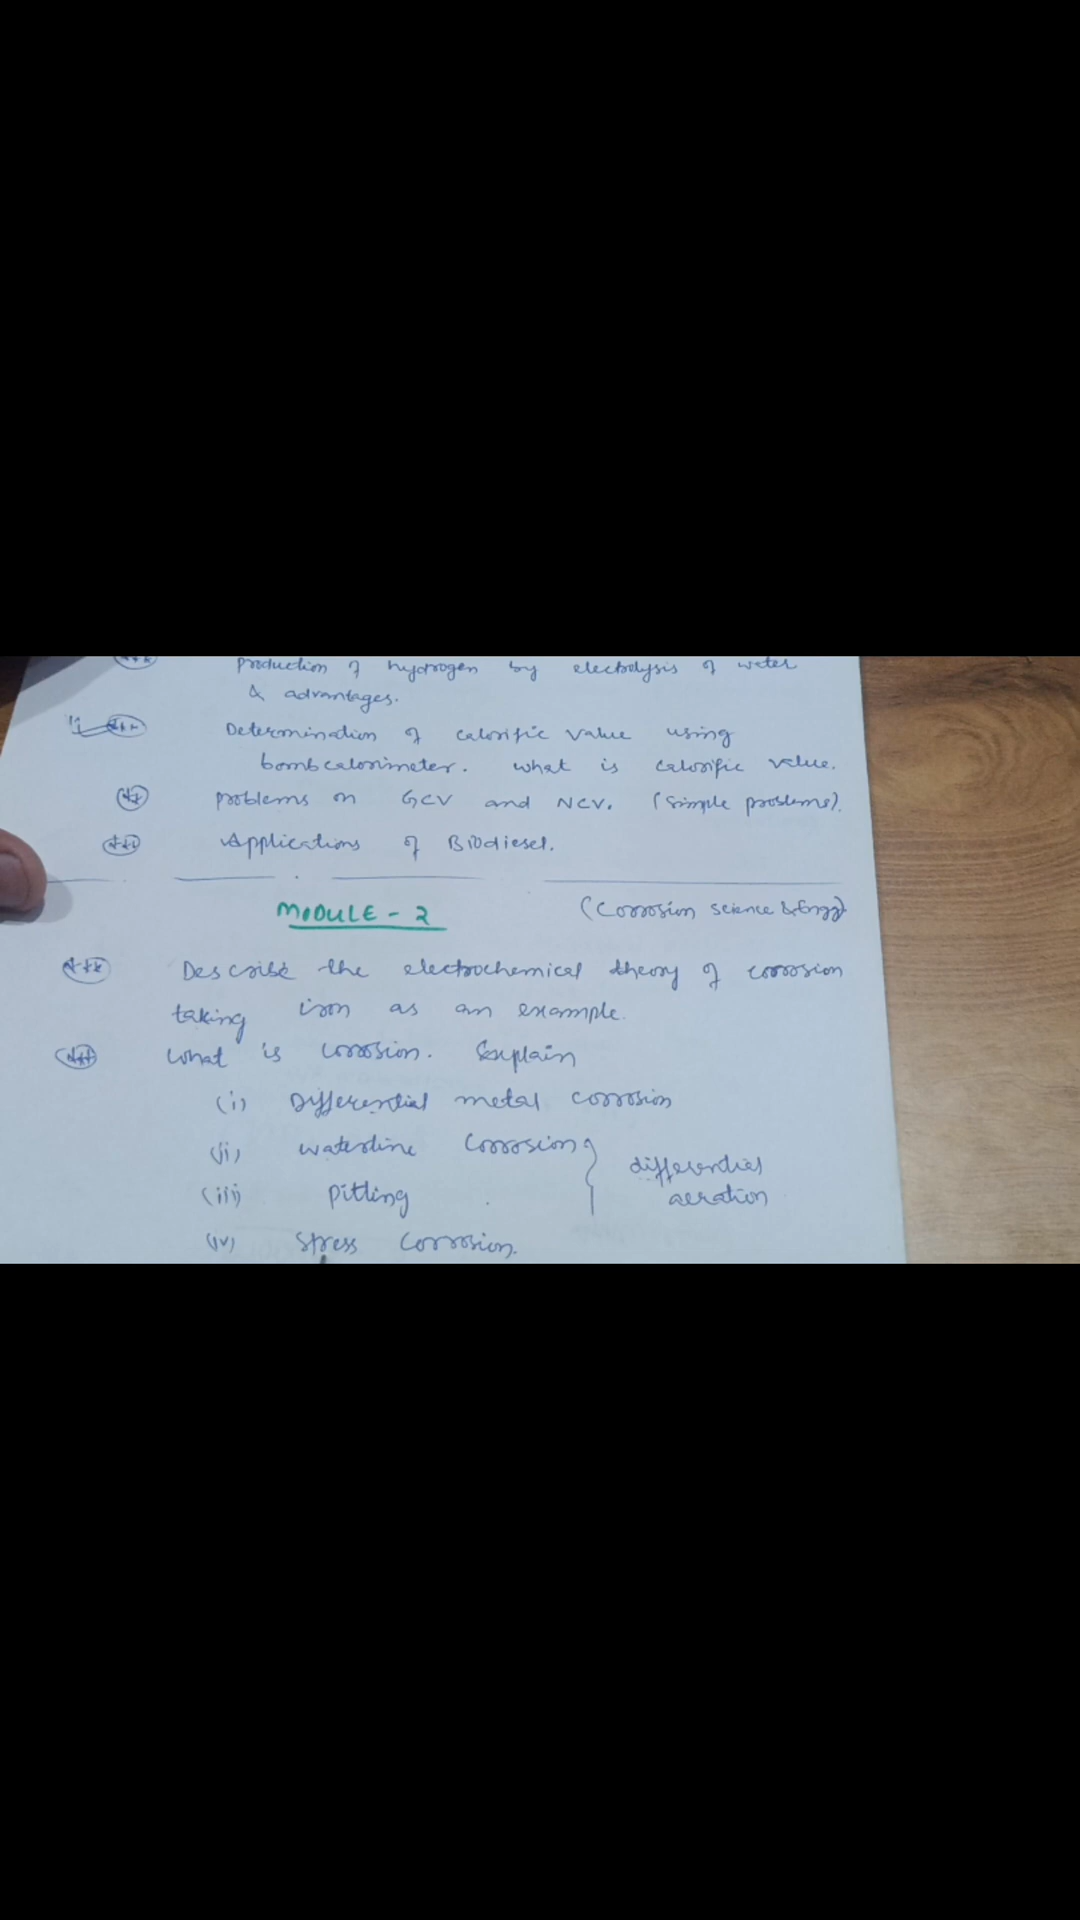 production of hydrogen by electrolysis of water
& advantages.
Determination of calorific value using
bomb calorimeter. What is calorific value.
problems on GCV and NCV. (simple problems).
Applications of Biodiesel.
MODULE - 2
(Corrosion Science & Engg)
Describe the electrochemical theory of corrosion
taking iron as an example.
What is corrosion. Explain
(i) Differential metal corrosion
(ii) waterline corrosion
(iii) pitting
differential
aeration
(iv) stress corrosion.